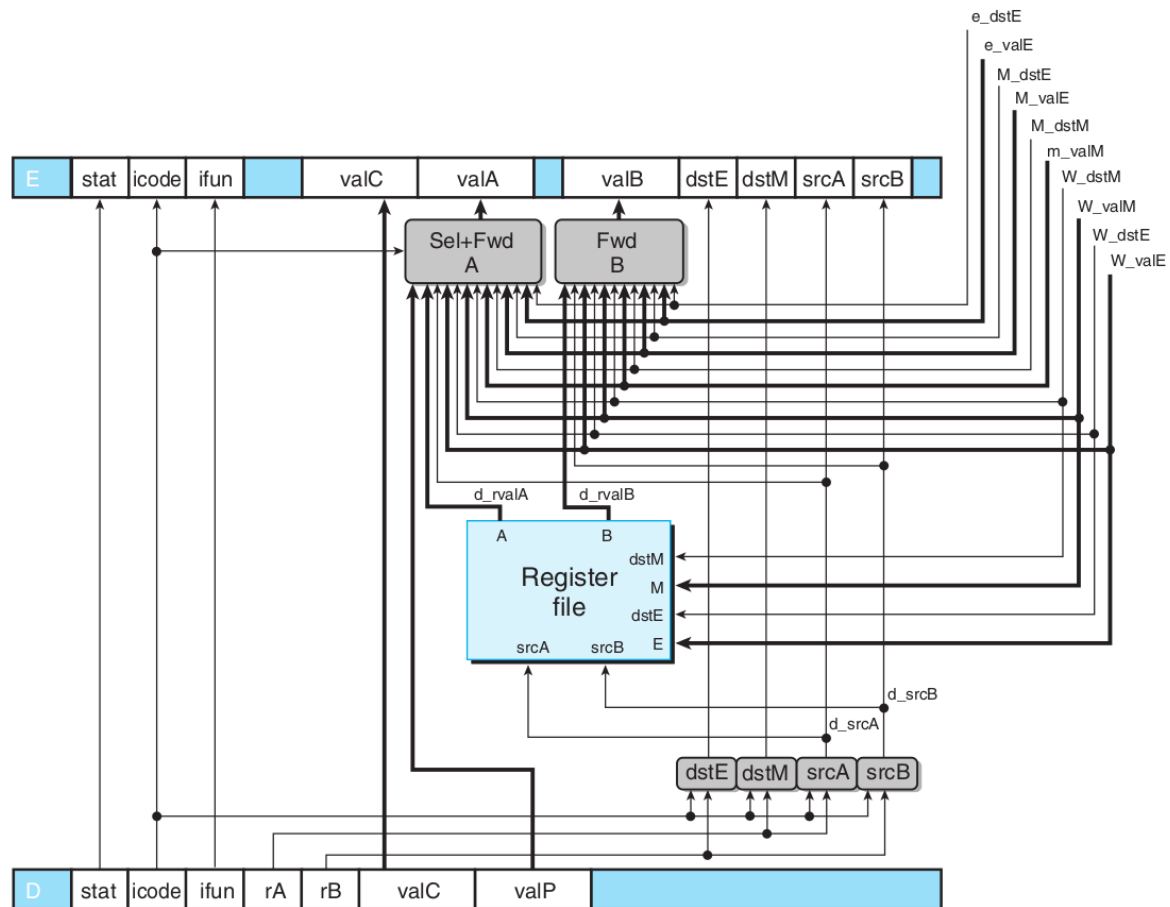 e_dstE
e_valE
M_dstE
M_valE
M_dstM
m_valM
W_dstM
W_valM
W_dstE
W_valE
E stat icode ifun valC valA valB dstE dstM srcA srcB
Sel+Fwd
A
Fwd
B
d_rvalA d_rvalB
A B
dstM
Register
file
M
dstE
E
srcA srcB
d_srcB
d_srcA
dstE dstM srcA srcB
D stat icode ifun rA rB valC valP